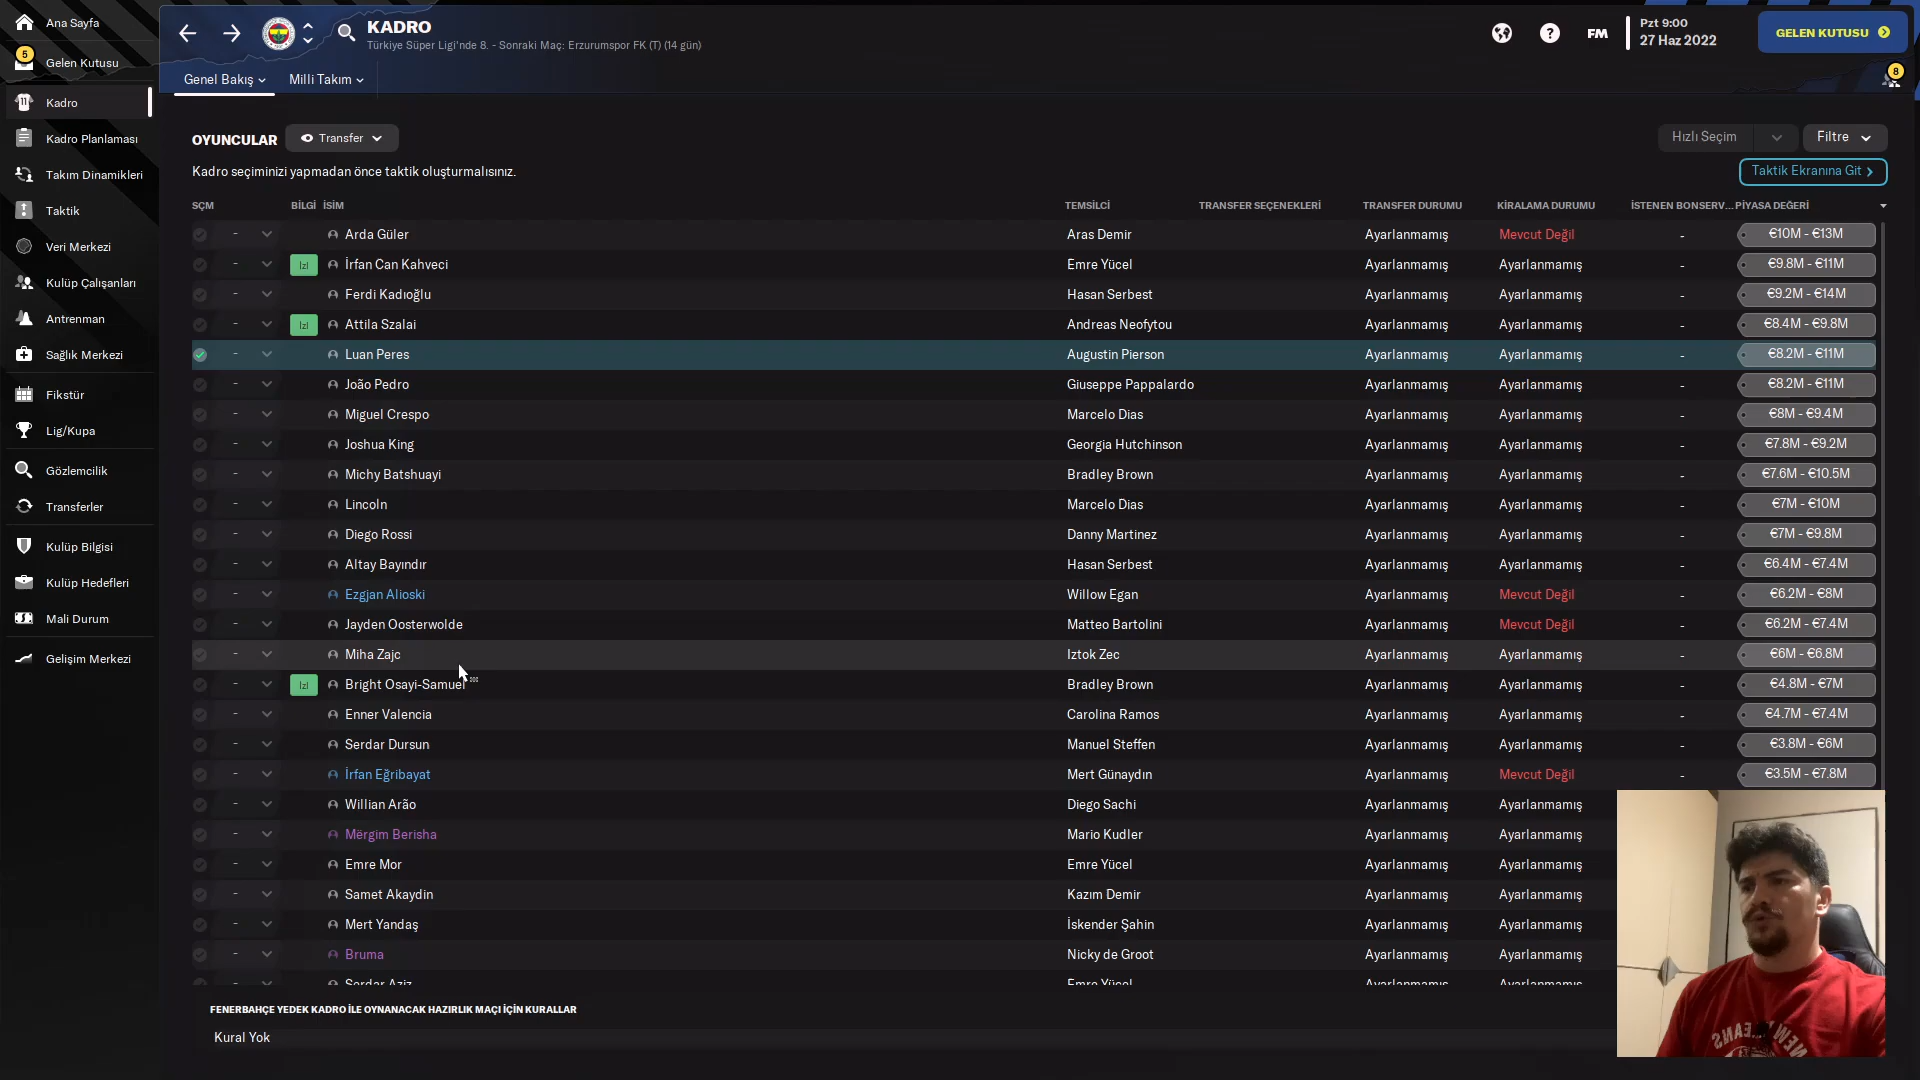 Ana Sayfa
5
Gelen Kutusu
Kadro
Kadro Planlaması
Takım Dinamikleri
Taktik
Veri Merkezi
Kulüp Çalışanları
Antrenman
Sağlık Merkezi
Fikstür
Lig/Kupa
Gözlemcilik
Transferler
Kulüp Bilgisi
Kulüp Hedefleri
Mali Durum
Gelişim Merkezi
KADRO
Türkiye Süper Ligi'nde 8. - Sonraki Maç: Erzurumspor FK (T) (14 gün)
FM
Pzt 9:00
27 Haz 2022
GELEN KUTUSU
8
Genel Bakış
Milli Takım
OYUNCULAR
Transfer
Hızlı Seçim
Filtre
Kadro seçiminizi yapmadan önce taktik oluşturmalısınız.
Taktik Ekranına Git
SÇM BİLGİ İSİM TEMSİLCİ TRANSFER SEÇENEKLERİ TRANSFER DURUMU KİRALAMA DURUMU İSTENEN BONSERV... PİYASA DEĞERİ
- Arda Güler Aras Demir Ayarlanmamış Mevcut Değil - €10M - €13M
- İzl İrfan Can Kahveci Emre Yücel Ayarlanmamış Ayarlanmamış - €9.8M - €11M
- Ferdi Kadıoğlu Hasan Serbest Ayarlanmamış Ayarlanmamış - €9.2M - €14M
- İzl Attila Szalai Andreas Neofytou Ayarlanmamış Ayarlanmamış - €8.4M - €9.8M
- Luan Peres Augustin Pierson Ayarlanmamış Ayarlanmamış - €8.2M - €11M
- João Pedro Giuseppe Pappalardo Ayarlanmamış Ayarlanmamış - €8.2M - €11M
- Miguel Crespo Marcelo Dias Ayarlanmamış Ayarlanmamış - €8M - €9.4M
- Joshua King Georgia Hutchinson Ayarlanmamış Ayarlanmamış - €7.8M - €9.2M
- Michy Batshuayi Bradley Brown Ayarlanmamış Ayarlanmamış - €7.6M - €10.5M
- Lincoln Marcelo Dias Ayarlanmamış Ayarlanmamış - €7M - €10M
- Diego Rossi Danny Martinez Ayarlanmamış Ayarlanmamış - €7M - €9.8M
- Altay Bayındır Hasan Serbest Ayarlanmamış Ayarlanmamış - €6.4M - €7.4M
- Ezgjan Alioski Willow Egan Ayarlanmamış Mevcut Değil - €6.2M - €8M
- Jayden Oosterwolde Matteo Bartolini Ayarlanmamış Mevcut Değil - €6.2M - €7.4M
- Miha Zajc Iztok Zec Ayarlanmamış Ayarlanmamış - €6M - €6.8M
- İzl Bright Osayi-Samuel Bradley Brown Ayarlanmamış Ayarlanmamış - €4.8M - €7M
- Enner Valencia Carolina Ramos Ayarlanmamış Ayarlanmamış - €4.7M - €7.4M
- Serdar Dursun Manuel Steffen Ayarlanmamış Ayarlanmamış - €3.8M - €6M
- İrfan Eğribayat Mert Günaydın Ayarlanmamış Mevcut Değil - €3.5M - €7.8M
- Willian Arão Diego Sachi Ayarlanmamış Ayarlanmamış
- Mërgim Berisha Mario Kudler Ayarlanmamış Ayarlanmamış
- Emre Mor Emre Yücel Ayarlanmamış Ayarlanmamış
- Samet Akaydin Kazım Demir Ayarlanmamış Ayarlanmamış
- Mert Yandaş İskender Şahin Ayarlanmamış Ayarlanmamış
- Bruma Nicky de Groot Ayarlanmamış Ayarlanmamış
Serdar Aziz Emre Yücel Ayarlanmamış Ayarlanmamış
FENERBAHÇE YEDEK KADRO İLE OYNANACAK HAZIRLIK MAÇI İÇİN KURALLAR
Kural Yok